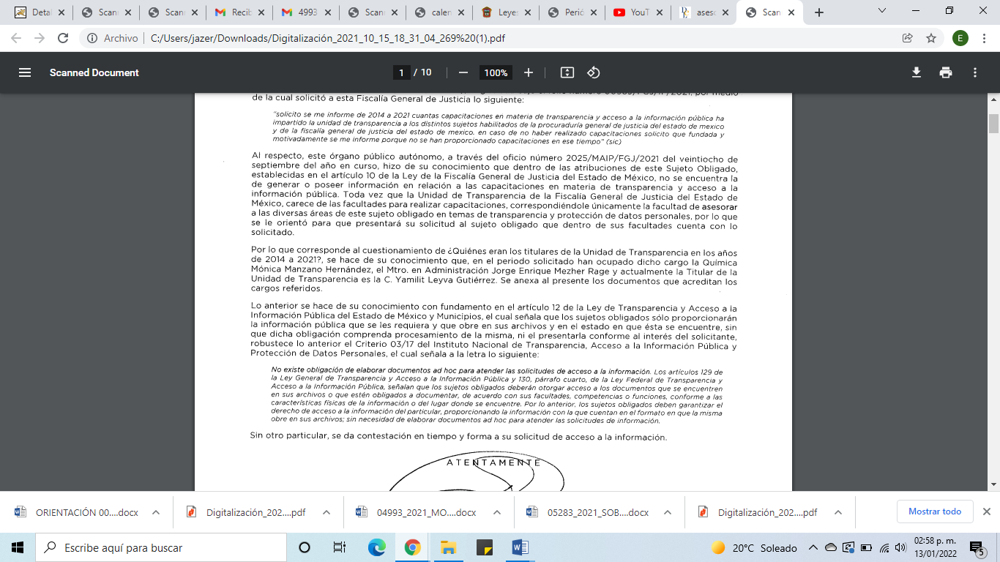 Detal
Scann
Scann
Recib
4993
Scann
calen
Leyes
Perió
YouT
aseso
Scan
Archivo
C:/Users/jazer/Downloads/Digitalización_2021_10_15_18_31_04_269%20(1).pdf
E
Scanned Document
1 / 10
100%
de la cual solicitó a esta Fiscalía General de Justicia lo siguiente:
"solicito se me informe de 2014 a 2021 cuantas capacitaciones en materia de transparencia y acceso a la información pública ha
impartido la unidad de transparencia a los distintos sujetos habilitados de la procuraduría general de justicia del estado de mexico
y de la fiscalía general de justicia del estado de mexico. en caso de no haber realizado capacitaciones solicito que fundada y
motivadamente se me informe porque no se han proporcionado capacitaciones en ese tiempo" (sic)
Al respecto, este órgano público autónomo, a través del oficio número 2025/MAIP/FGJ/2021 del veintiocho de
septiembre del año en curso, hizo de su conocimiento que dentro de las atribuciones de este Sujeto Obligado,
establecidas en el artículo 10 de la Ley de la Fiscalía General de Justicia del Estado de México, no se encuentra la
de generar o poseer información en relación a las capacitaciones en materia de transparencia y acceso a la
información pública. Toda vez que la Unidad de Transparencia de la Fiscalía General de Justicia del Estado de
México, carece de las facultades para realizar capacitaciones, correspondiéndole únicamente la facultad de asesorar
a las diversas áreas de este sujeto obligado en temas de transparencia y protección de datos personales, por lo que
se le orientó para que presentará su solicitud al sujeto obligado que dentro de sus facultades cuenta con lo
solicitado.
Por lo que corresponde al cuestionamiento de ¿Quiénes eran los titulares de la Unidad de Transparencia en los años
de 2014 a 2021?, se hace de su conocimiento que, en el periodo solicitado han ocupado dicho cargo la Química
Mónica Manzano Hernández, el Mtro. en Administración Jorge Enrique Mezher Rage y actualmente la Titular de la
Unidad de Transparencia es la C. Yamilit Leyva Gutiérrez. Se anexa al presente los documentos que acreditan los
cargos referidos.
Lo anterior se hace de su conocimiento con fundamento en el artículo 12 de la Ley de Transparencia y Acceso a la
Información Pública del Estado de México y Municipios, el cual señala que los sujetos obligados sólo proporcionarán
la información pública que se les requiera y que obre en sus archivos y en el estado en que ésta se encuentre, sin
que dicha obligación comprenda procesamiento de la misma, ni el presentarla conforme al interés del solicitante,
robustece lo anterior el Criterio 03/17 del Instituto Nacional de Transparencia, Acceso a la Información Pública y
Protección de Datos Personales, el cual señala a la letra lo siguiente:
No existe obligación de elaborar documentos ad hoc para atender las solicitudes de acceso a la información. Los artículos 129 de
la Ley General de Transparencia y Acceso a la Información Pública y 130, párrafo cuarto, de la Ley Federal de Transparencia y
Acceso a la Información Pública, señalan que los sujetos obligados deberán otorgar acceso a los documentos que se encuentren
en sus archivos o que estén obligados a documentar, de acuerdo con sus facultades, competencias o funciones, conforme a las
características físicas de la información o del lugar donde se encuentre. Por lo anterior, los sujetos obligados deben garantizar el
derecho de acceso a la información del particular, proporcionando la información con la que cuentan en el formato en que la misma
obre en sus archivos; sin necesidad de elaborar documentos ad hoc para atender las solicitudes de información.
Sin otro particular, se da contestación en tiempo y forma a su solicitud de acceso a la información.
ATENTAMENTE
ORIENTACIÓN 00....docx
Digitalización_202....pdf
04993_2021_MO....docx
05283_2021_SOB....docx
Digitalización_202....pdf
Mostrar todo
Escribe aquí para buscar
20°C Soleado
02:58 p. m.
13/01/2022
5